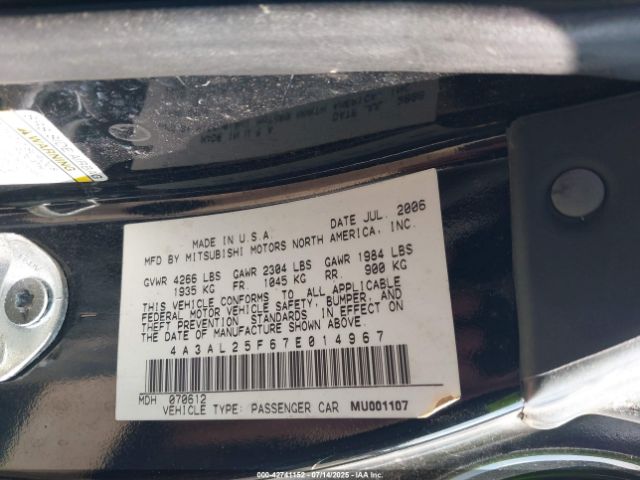 ⚠ WARNING
MADE IN U.S.A. DATE JUL. 2006
MFD BY MITSUBISHI MOTORS NORTH AMERICA, INC.
GVWR 4266 LBS GAWR 2304 LBS GAWR 1984 LBS
1935 KG FR. 1045 KG RR. 900 KG
THIS VEHICLE CONFORMS TO ALL APPLICABLE
FEDERAL MOTOR VEHICLE SAFETY, BUMPER, AND
THEFT PREVENTION STANDARDS IN EFFECT ON
THE DATE OF MANUFACTURE SHOWN ABOVE.
4A3AL25F67E014967
MDH 070612
VEHICLE TYPE: PASSENGER CAR MU001107
000-42741152 - 07/14/2025 - IAAI.COM